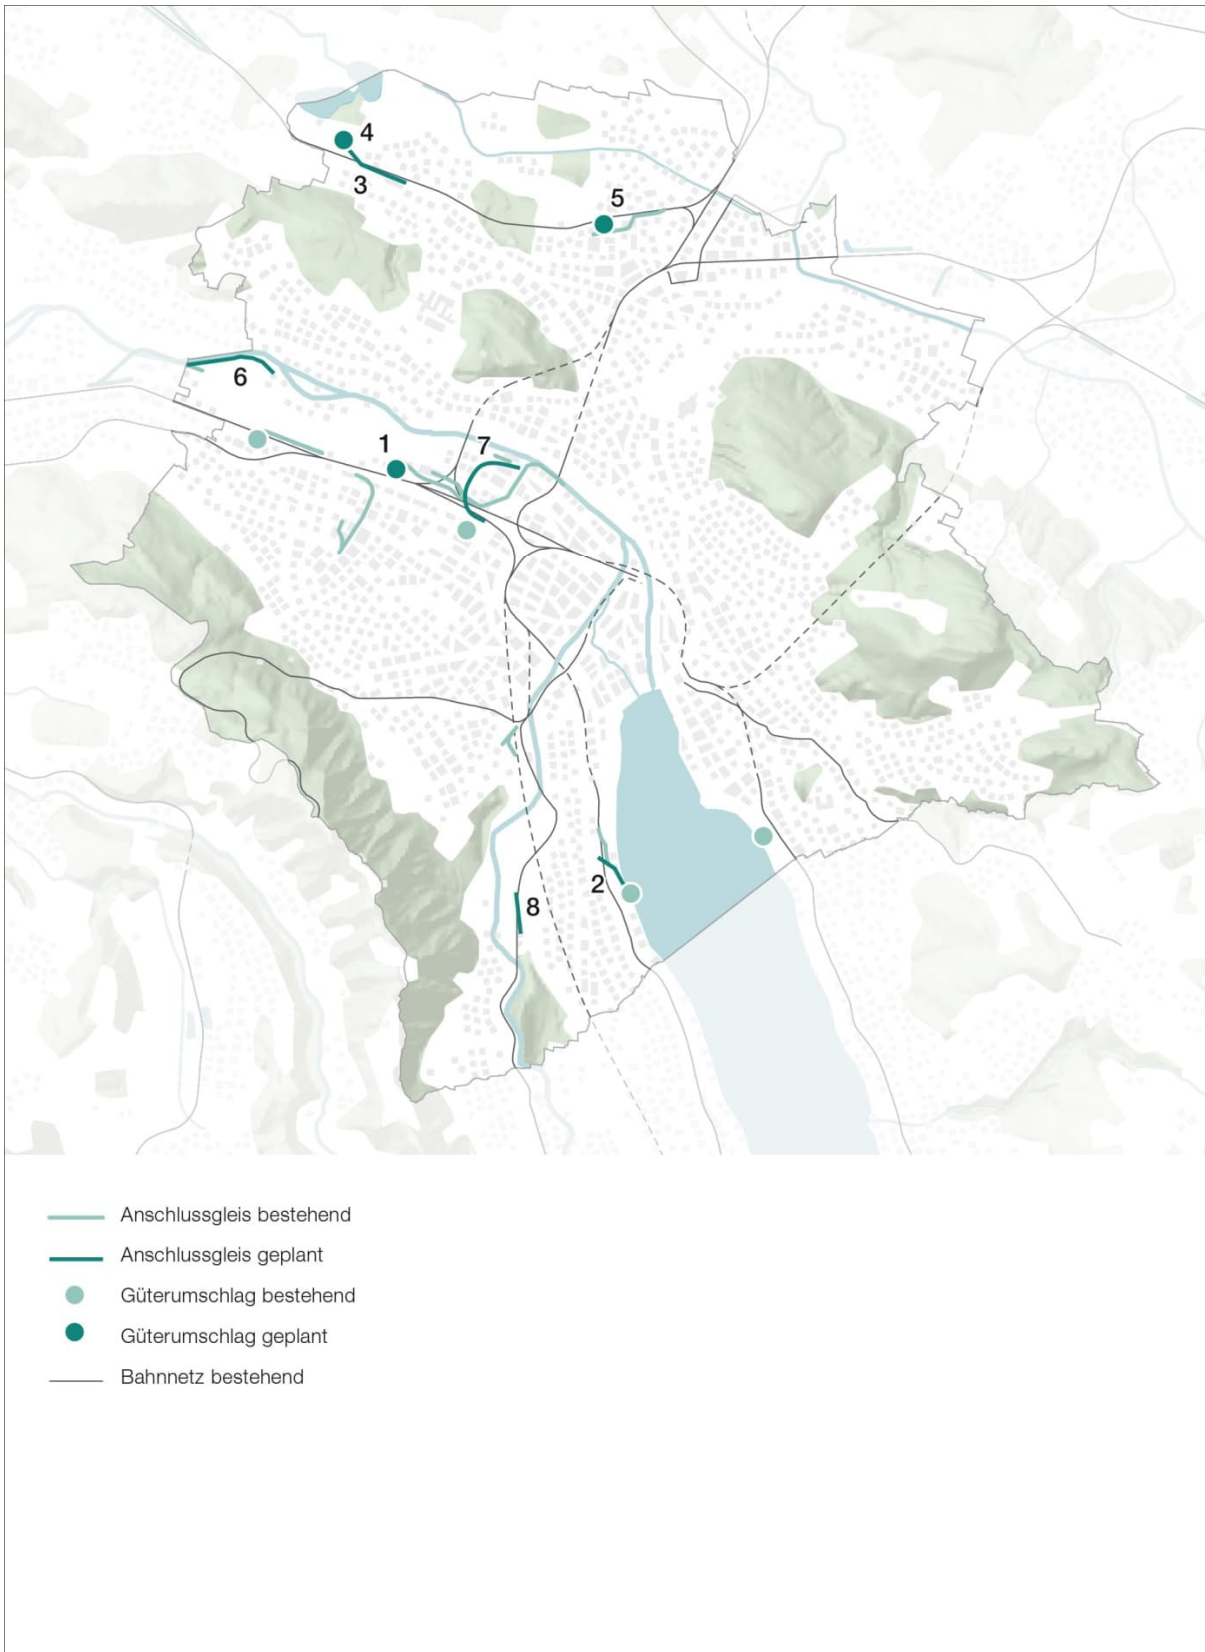 4
3
5
6
1
7
2
8
Anschlussgleis bestehend
Anschlussgleis geplant
Güterumschlag bestehend
Güterumschlag geplant
Bahnnetz bestehend